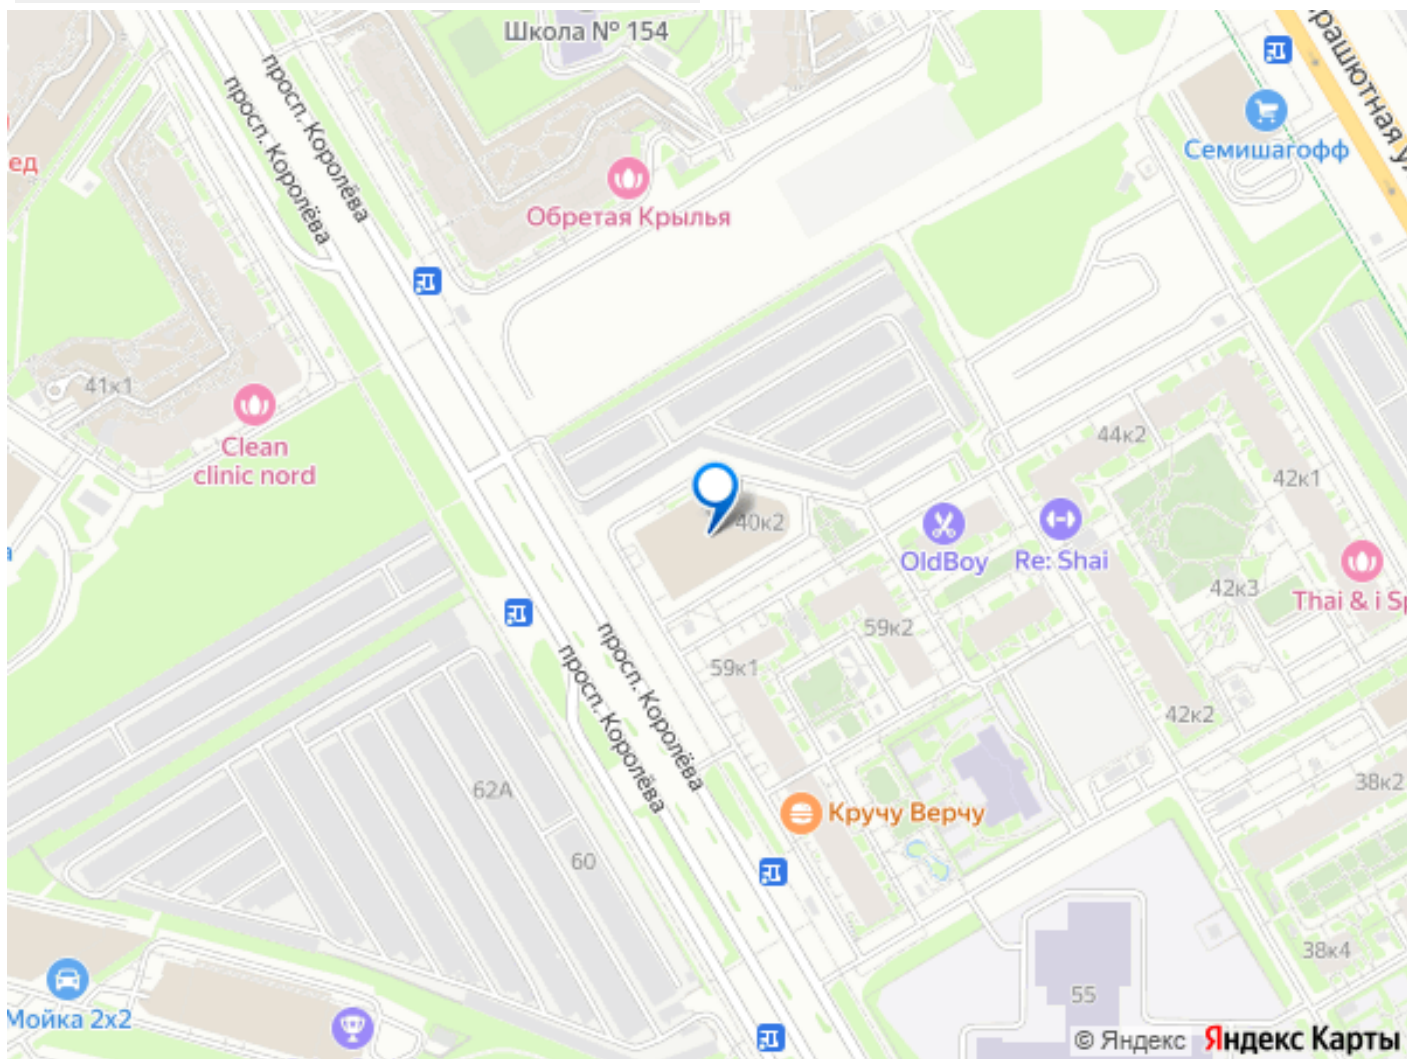 Школа № 154
просп. Королёва
просп. Королёва
Семишагофф
ед
Обретая Крылья
41к1
Clean
clinic nord
44к2
42к1
40к2
OldBoy
Re: Shai
42к3
Thai & i Sp
59к2
59к1
просп. Королёва
просп. Королёва
42к2
62А
38к2
Кручу Верчу
60
38к4
55
Мойка 2х2
© Яндекс Яндекс Карты